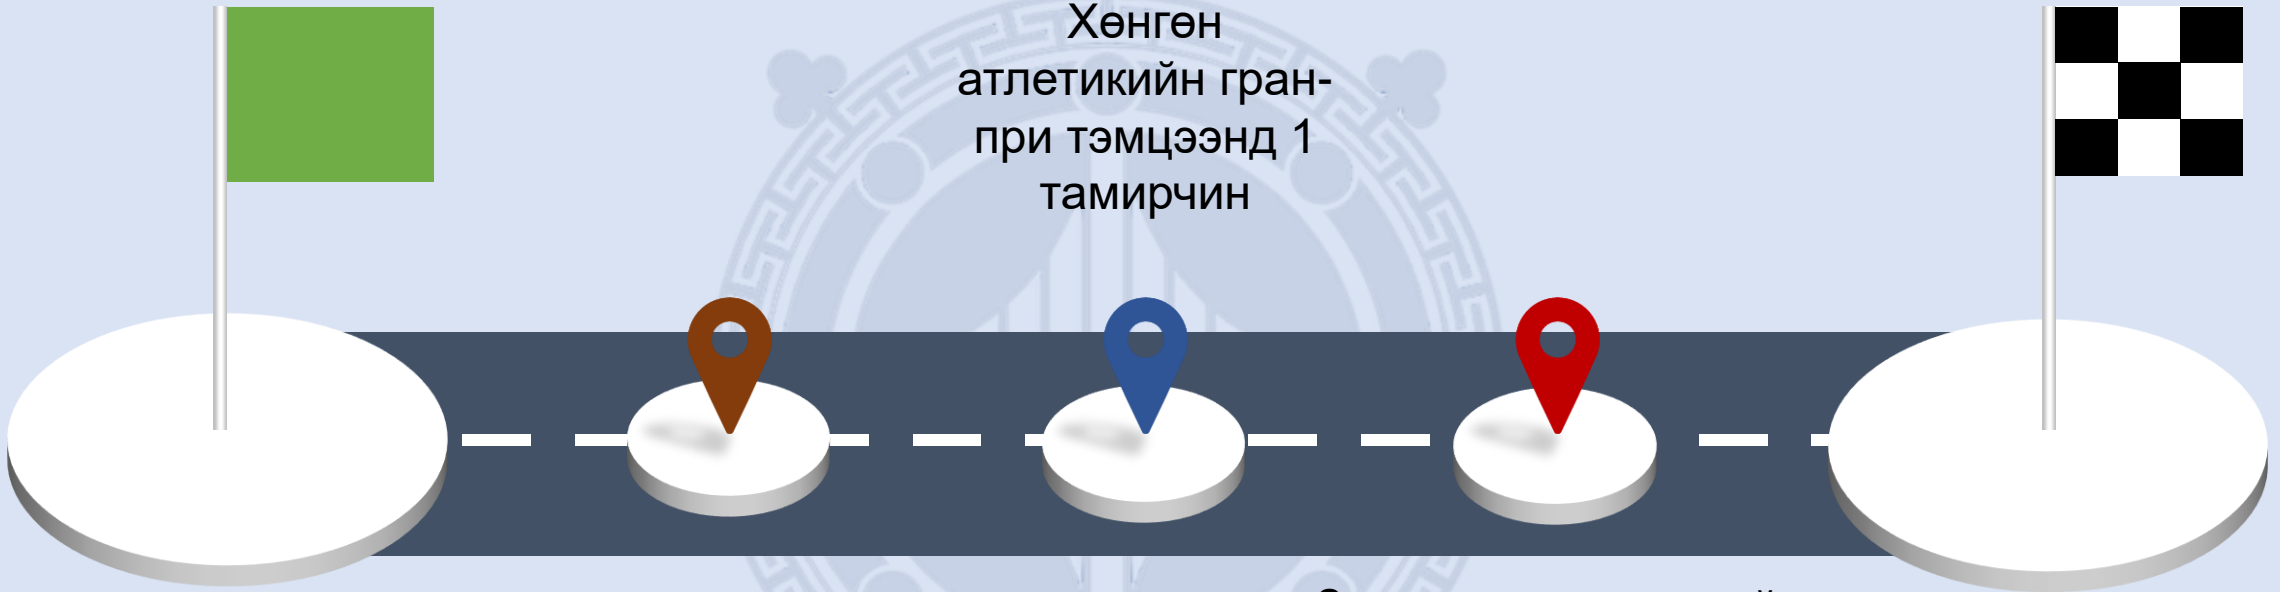 Хөнгөн
атлетикийн гран-
при тэмцээнд 1
тамирчин